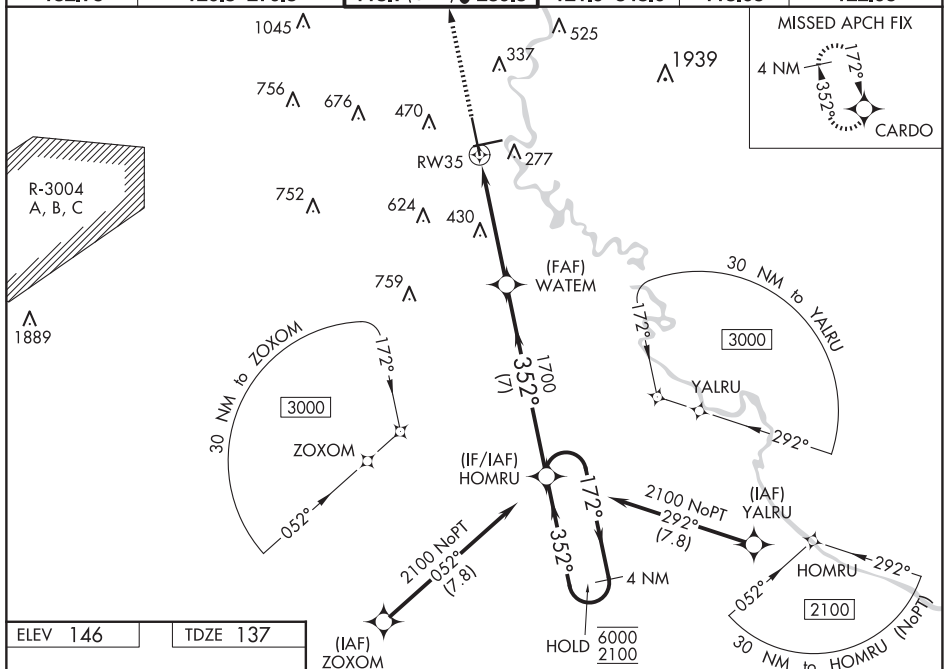 MISSED APCH FIX
4 NM
172°
352°
CARDO
1045
525
337
1939
756
676
470
RW35
277
R-3004
A, B, C
752
624
430
(FAF)
WATEM
759
1889
30 NM to ZOXOM
172°
3000
ZOXOM
052°
1700
352°
(7)
30 NM to YALRU
172°
3000
YALRU
292°
(IF/IAF)
HOMRU
172°
352°
4 NM
2100 NoPT
292°
(7.8)
(IAF)
YALRU
2100 NoPT
052°
(7.8)
(IAF)
ZOXOM
HOLD 6000
2100
HOMRU
292°
052°
2100
30 NM to HOMRU (NoPT)
ELEV 146
TDZE 137